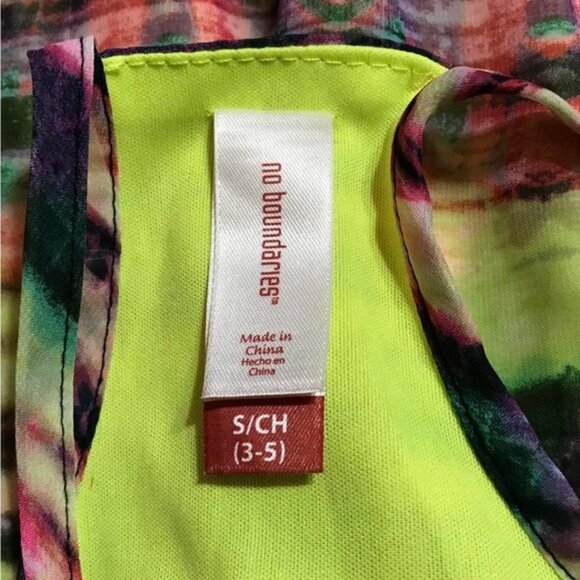 no boundaries™
Made in
China
Hecho en
China
S/CH
(3-5)